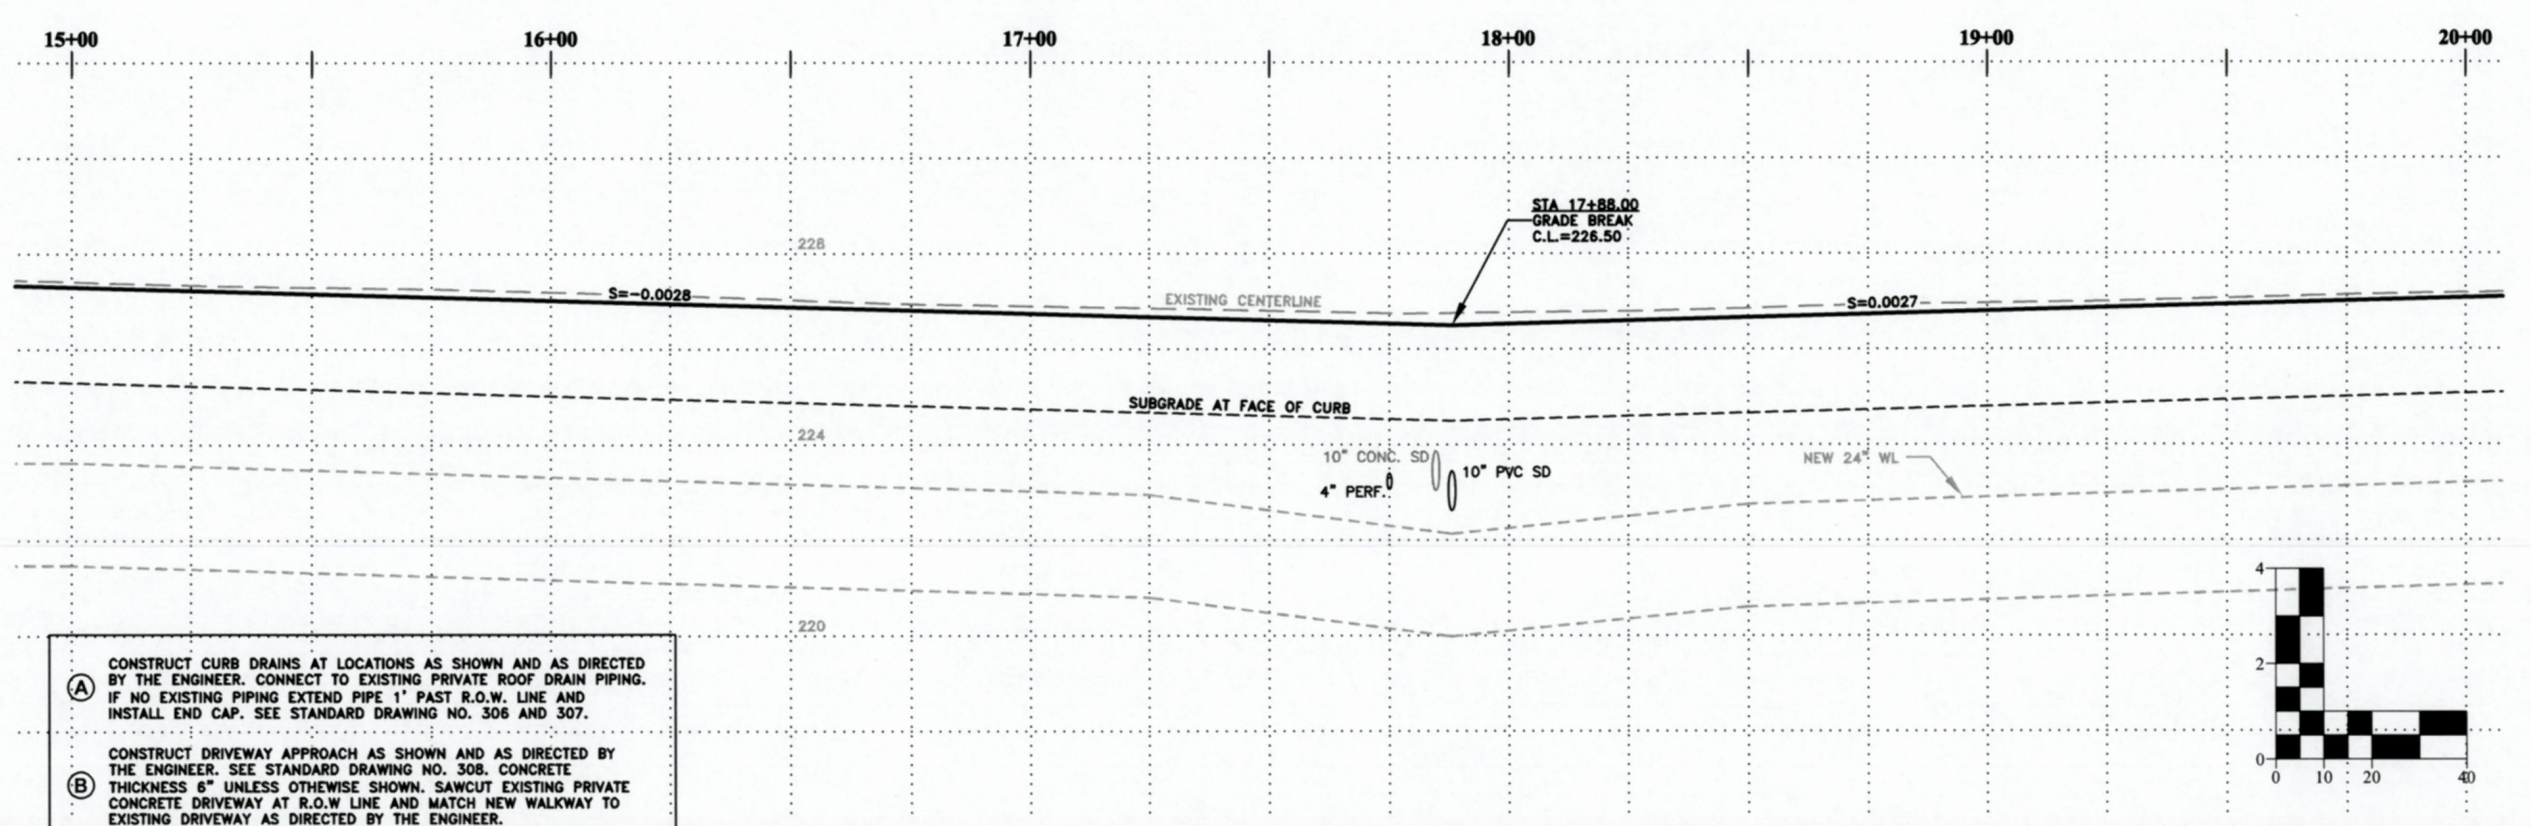 15+00 16+00 17+00 18+00 19+00 20+00
STA 17+88.00
GRADE BREAK
C.L.=226.50
228
S=-0.0028
EXISTING CENTERLINE
S=0.0027
SUBGRADE AT FACE OF CURB
224
10" CONC. SD
10" PVC SD
4" PERF.
NEW 24" WL
220
4
2
0
0 10 20 40
A
CONSTRUCT CURB DRAINS AT LOCATIONS AS SHOWN AND AS DIRECTED
BY THE ENGINEER. CONNECT TO EXISTING PRIVATE ROOF DRAIN PIPING.
IF NO EXISTING PIPING EXTEND PIPE 1' PAST R.O.W. LINE AND
INSTALL END CAP. SEE STANDARD DRAWING NO. 306 AND 307.
B
CONSTRUCT DRIVEWAY APPROACH AS SHOWN AND AS DIRECTED BY
THE ENGINEER. SEE STANDARD DRAWING NO. 308. CONCRETE
THICKNESS 6" UNLESS OTHEWISE SHOWN. SAWCUT EXISTING PRIVATE
CONCRETE DRIVEWAY AT R.O.W LINE AND MATCH NEW WALKWAY TO
EXISTING DRIVEWAY AS DIRECTED BY THE ENGINEER.